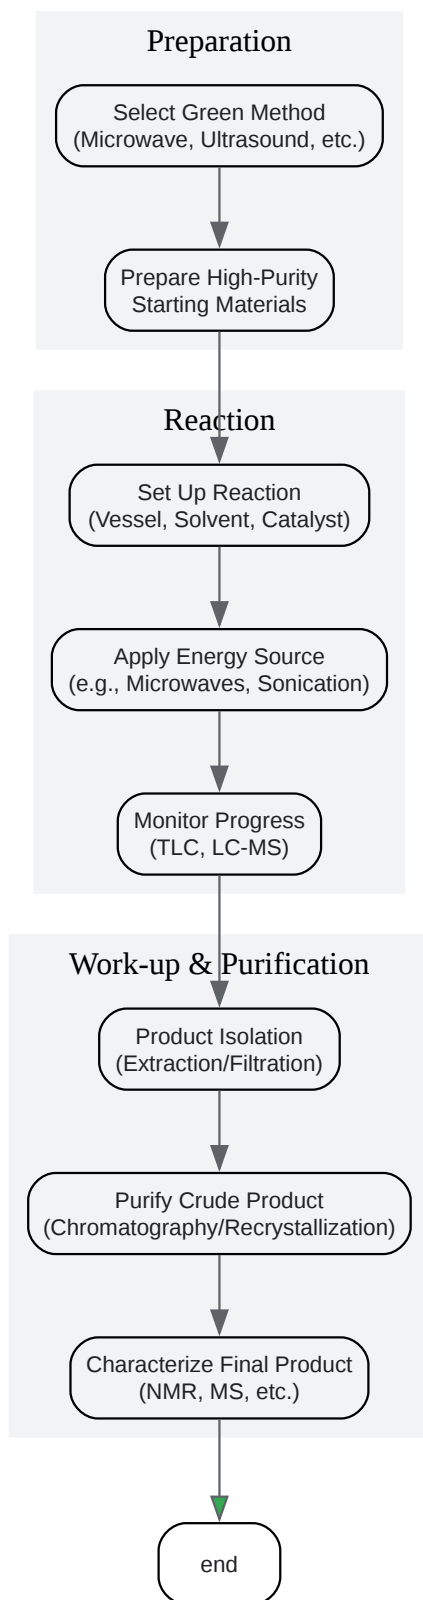 Preparation
Select Green Method
(Microwave, Ultrasound, etc.)
Prepare High-Purity
Starting Materials
Reaction
Set Up Reaction
(Vessel, Solvent, Catalyst)
Apply Energy Source
(e.g., Microwaves, Sonication)
Monitor Progress
(TLC, LC-MS)
Work-up & Purification
Product Isolation
(Extraction/Filtration)
Purify Crude Product
(Chromatography/Recrystallization)
Characterize Final Product
(NMR, MS, etc.)
end